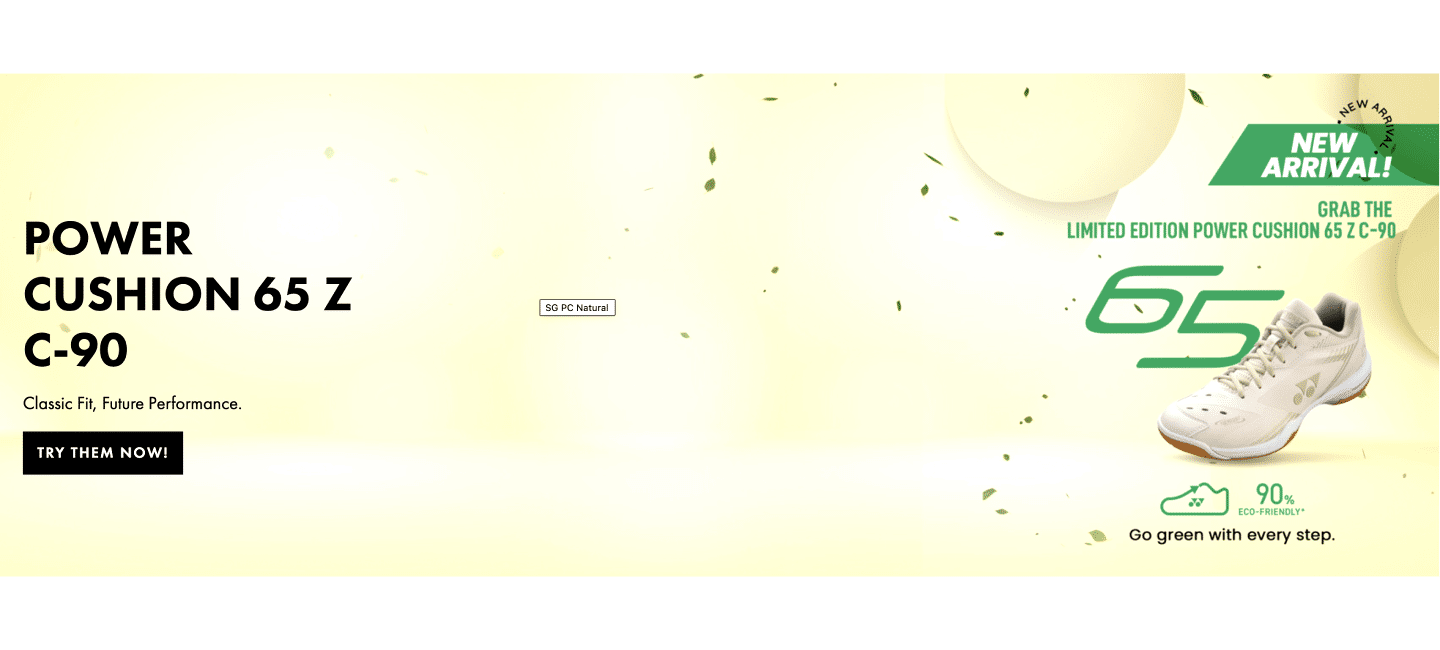 POWER
CUSHION 65 Z
C-90
Classic Fit, Future Performance.
TRY THEM NOW!
SG PC Natural
• NEW ARRIVAL •
NEW
ARRIVAL!
GRAB THE
LIMITED EDITION POWER CUSHION 65 Z C-90
65
90%
ECO-FRIENDLY*
Go green with every step.